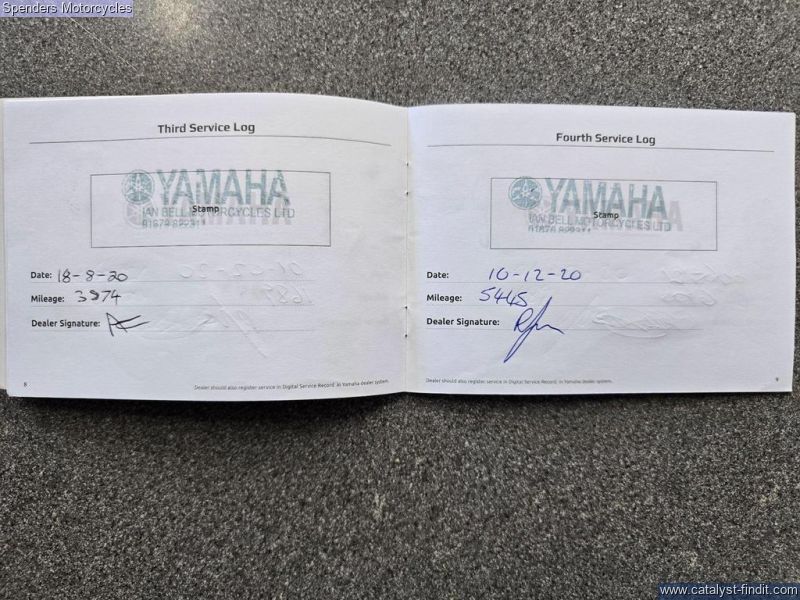 Spenders Motorcycles
Third Service Log
YAMAHA
Stamp
IAN BELL MOTORCYCLES LTD
Date: 18-8-20
Mileage: 3974
Dealer Signature:
8
Dealer should also register service in Digital Service Record, in Yamaha dealer system.
Fourth Service Log
YAMAHA
Stamp
IAN BELL MOTORCYCLES LTD
Date: 10-12-20
Mileage: 5445
Dealer Signature:
Dealer should also register service in Digital Service Record, in Yamaha dealer system.
9
www.catalyst-findit.com